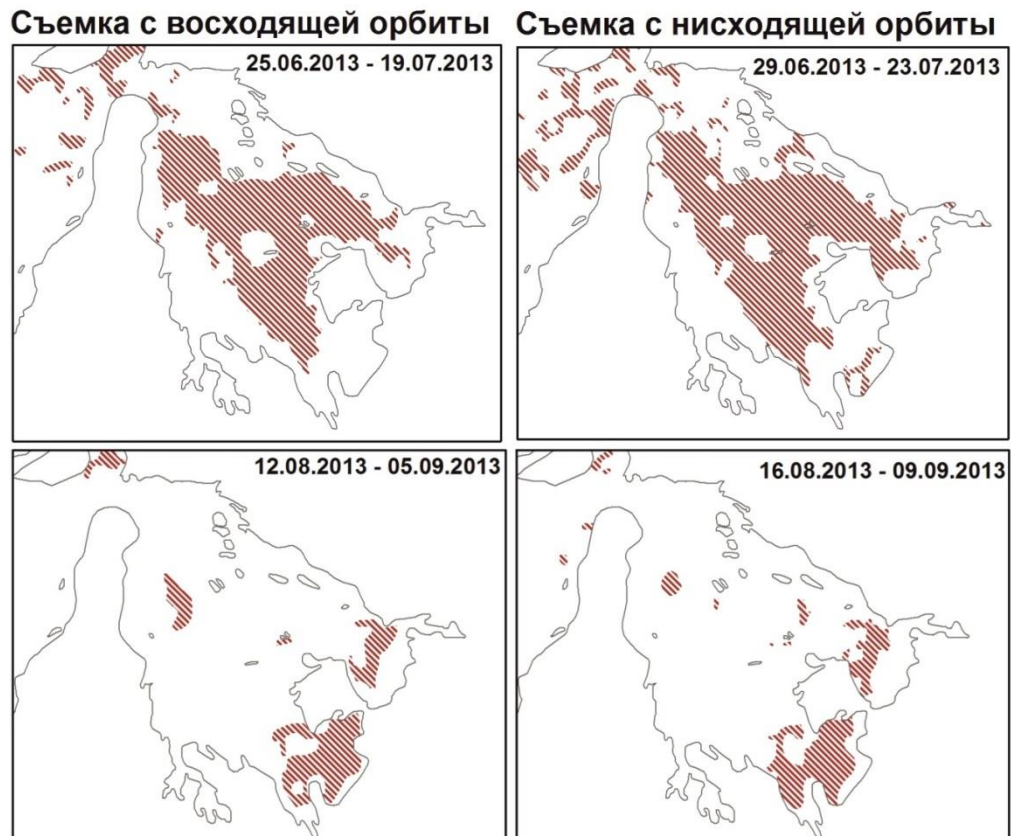 Съемка с восходящей орбиты
Съемка с нисходящей орбиты
25.06.2013 - 19.07.2013
29.06.2013 - 23.07.2013
12.08.2013 - 05.09.2013
16.08.2013 - 09.09.2013